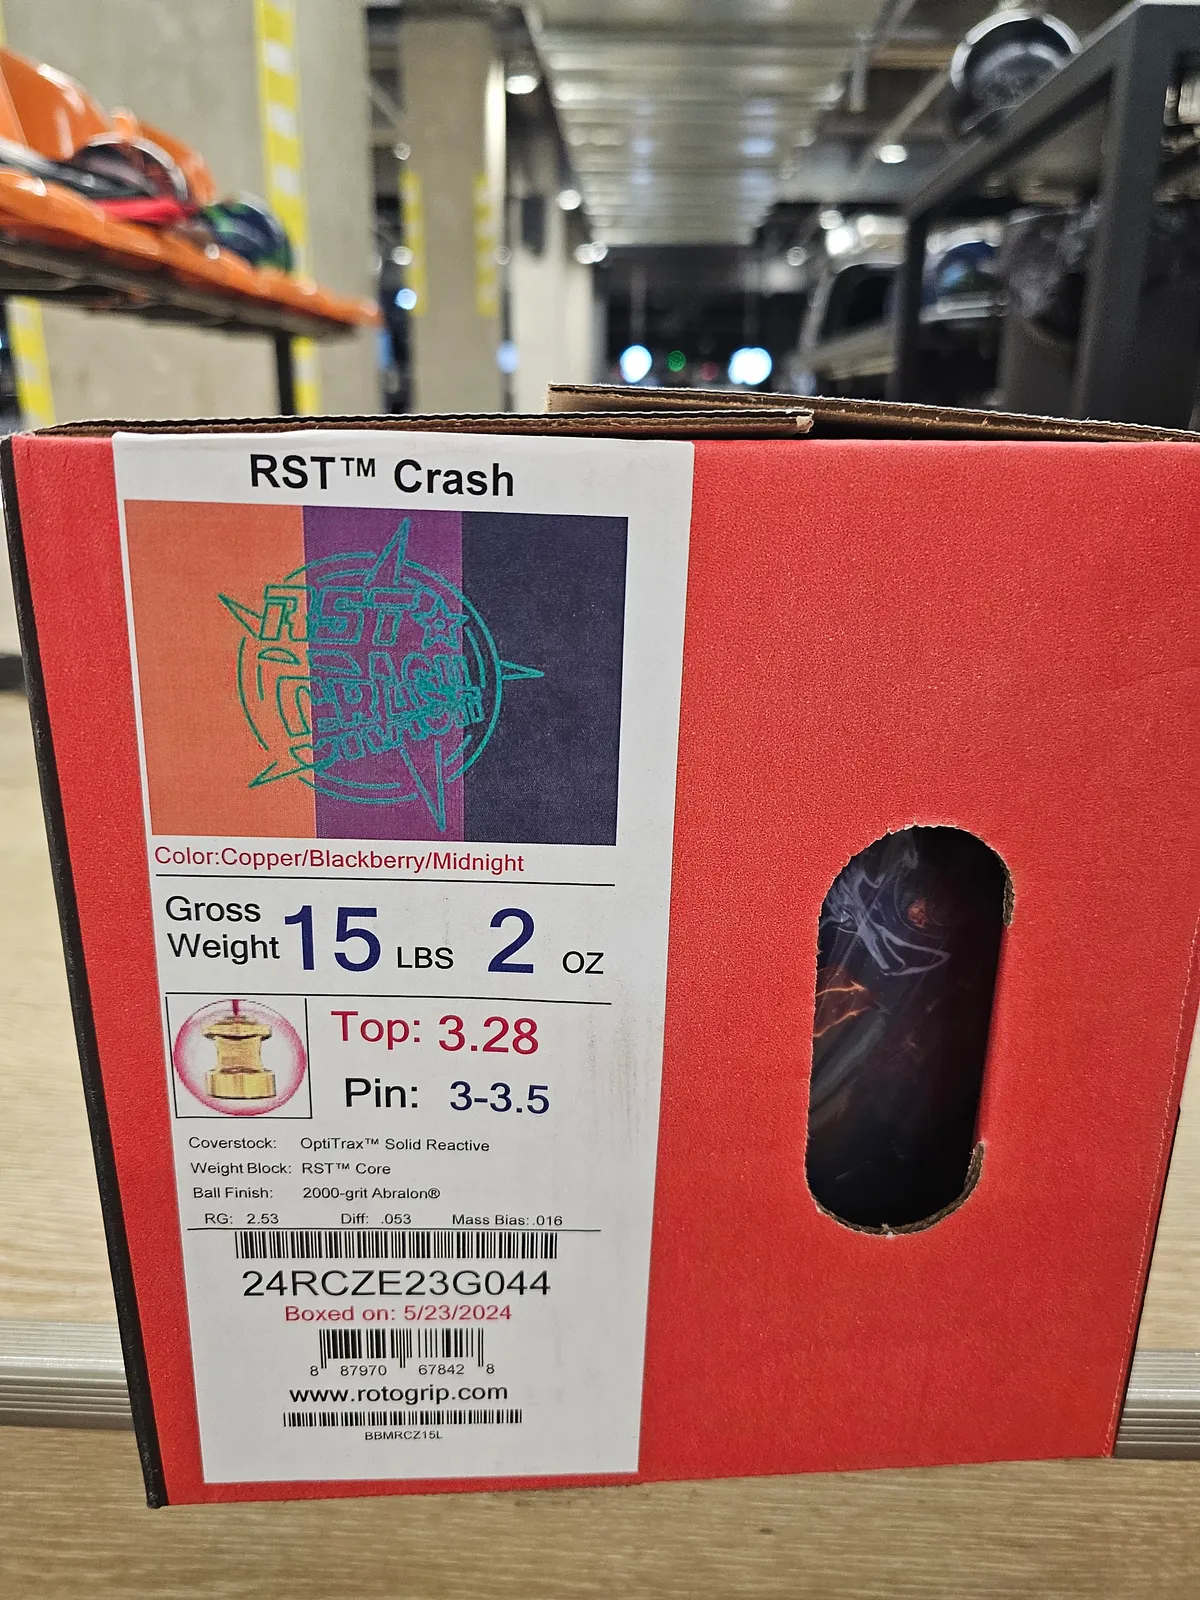 RST™ Crash
RST
Color:Copper/Blackberry/Midnight
Gross Weight 15 LBS 2 OZ
Top: 3.28
Pin: 3-3.5
Coverstock: OptiTrax™ Solid Reactive
Weight Block: RST™ Core
Ball Finish: 2000-grit Abralon®
RG: 2.53 Diff: .053 Mass Bias: .016
24RCZE23G044
Boxed on: 5/23/2024
8 87970 67842 8
www.rotogrip.com
BBMRCZ15L